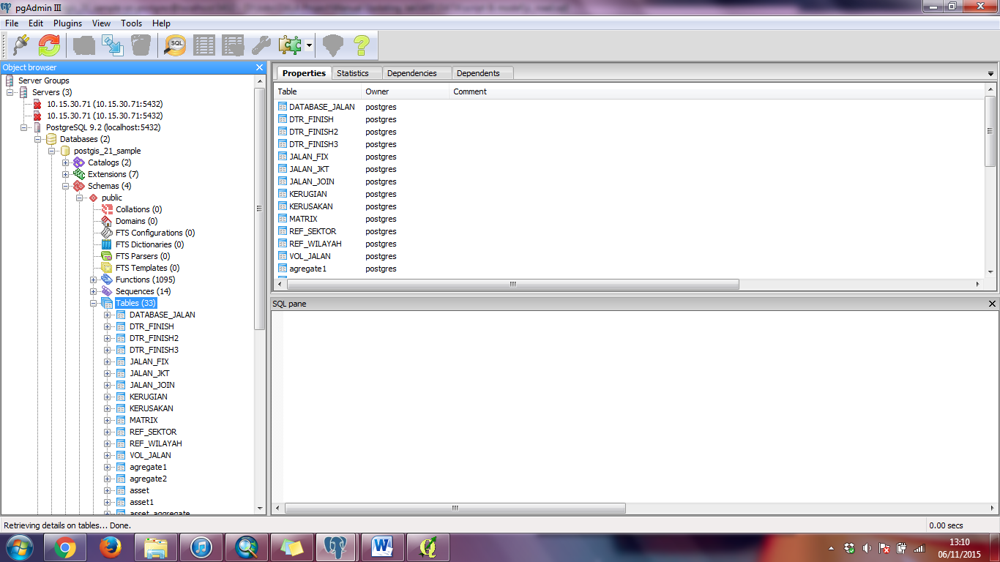 pgAdmin III
File Edit Plugins View Tools Help
SQL
Object browser
Server Groups
Servers (3)
10.15.30.71 (10.15.30.71:5432)
10.15.30.71 (10.15.30.71:5432)
PostgreSQL 9.2 (localhost:5432)
Databases (2)
postgis_21_sample
Catalogs (2)
Extensions (7)
Schemas (4)
public
Collations (0)
Domains (0)
FTS Configurations (0)
FTS Dictionaries (0)
FTS Parsers (0)
FTS Templates (0)
Functions (1095)
Sequences (14)
Tables (33)
DATABASE_JALAN
DTR_FINISH
DTR_FINISH2
DTR_FINISH3
JALAN_FIX
JALAN_JKT
JALAN_JOIN
KERUGIAN
KERUSAKAN
MATRIX
REF_SEKTOR
REF_WILAYAH
VOL_JALAN
agregate1
agregate2
asset
asset1
asset_aggregate
Properties Statistics Dependencies Dependents
Table Owner Comment
DATABASE_JALAN postgres
DTR_FINISH postgres
DTR_FINISH2 postgres
DTR_FINISH3 postgres
JALAN_FIX postgres
JALAN_JKT postgres
JALAN_JOIN postgres
KERUGIAN postgres
KERUSAKAN postgres
MATRIX postgres
REF_SEKTOR postgres
REF_WILAYAH postgres
VOL_JALAN postgres
agregate1 postgres
SQL pane
Retrieving details on tables... Done.
0.00 secs
13:10
06/11/2015